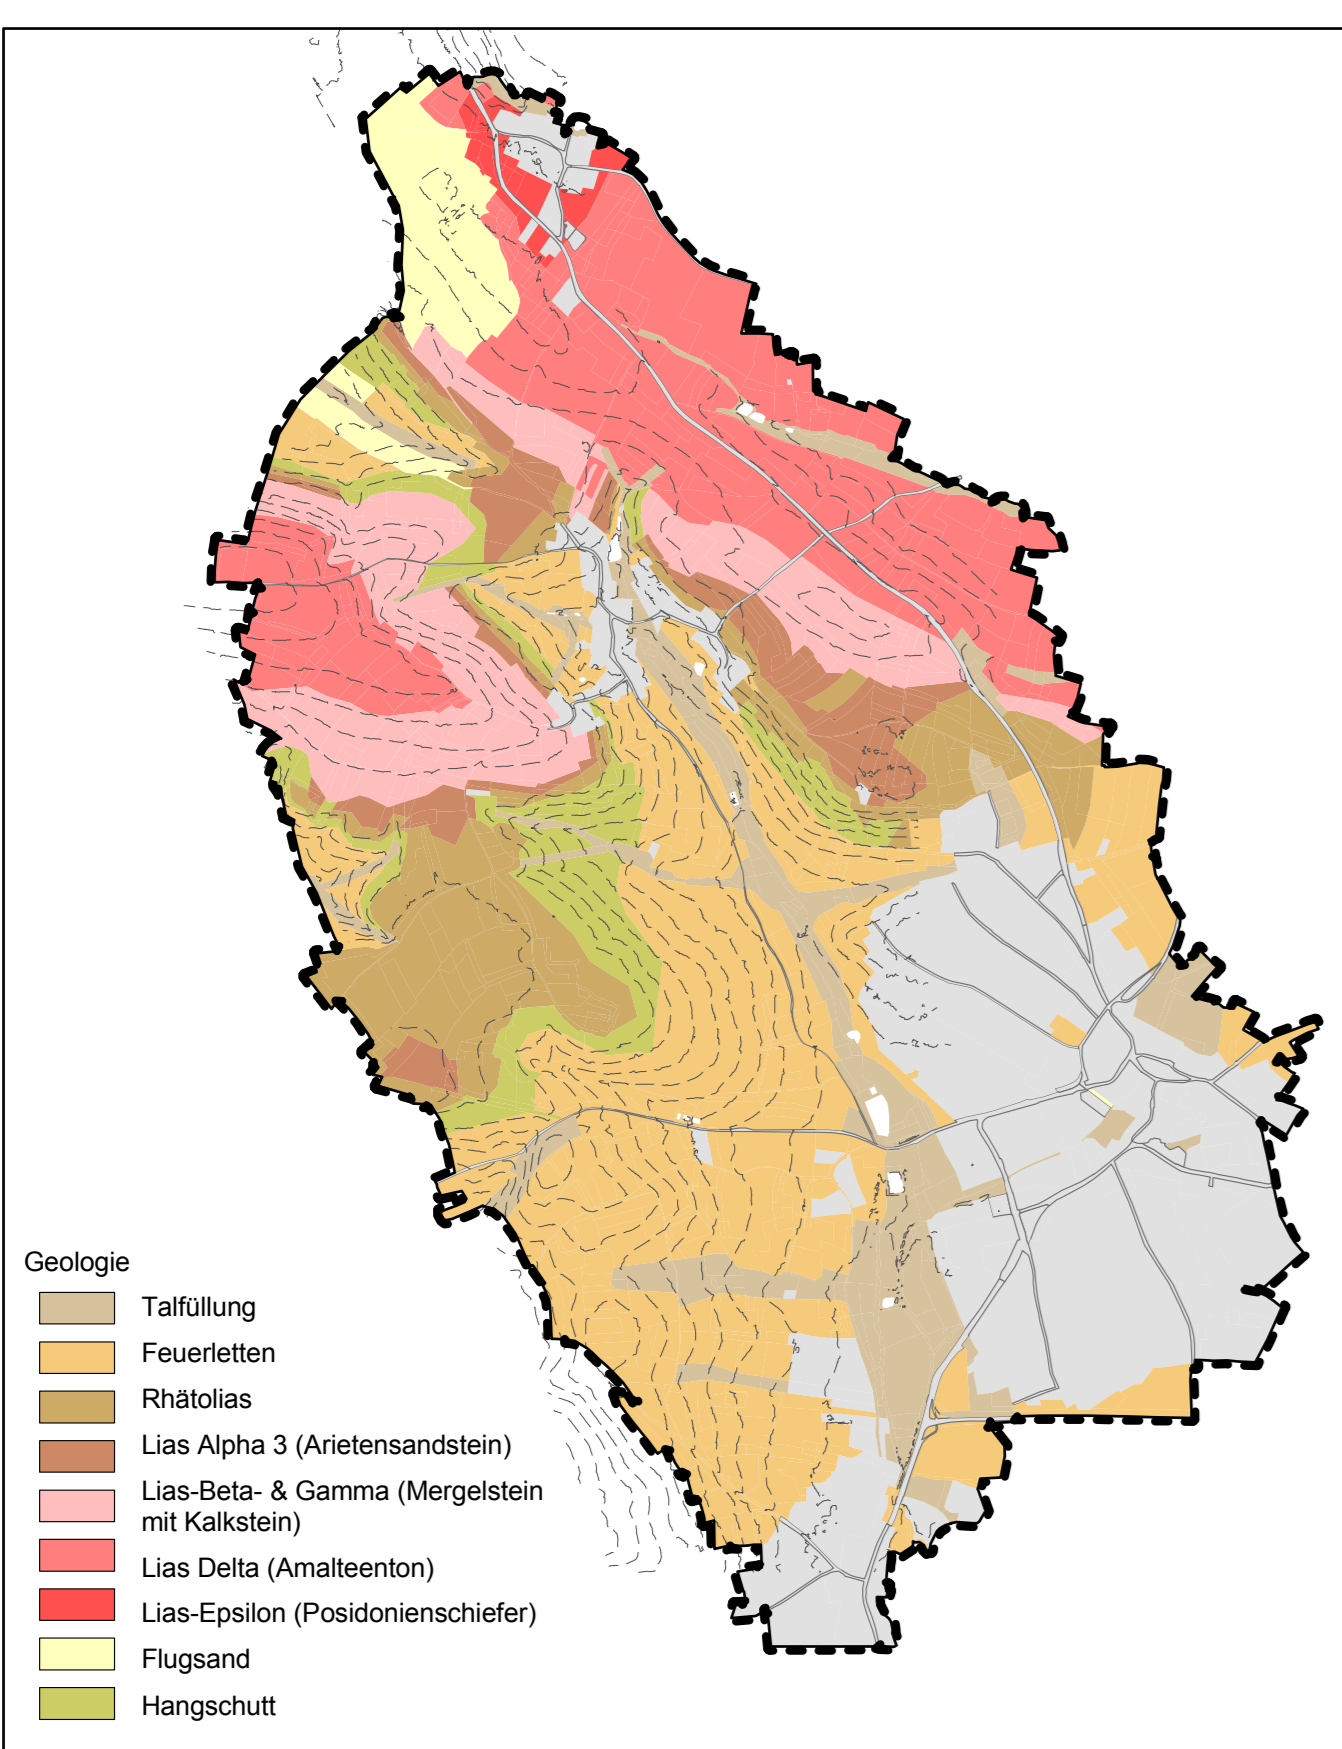 Geologie
Talfüllung
Feuerletten
Rhätolias
Lias Alpha 3 (Arietensandstein)
Lias-Beta- & Gamma (Mergelstein
mit Kalkstein)
Lias Delta (Amalteenton)
Lias-Epsilon (Posidonienschiefer)
Flugsand
Hangschutt